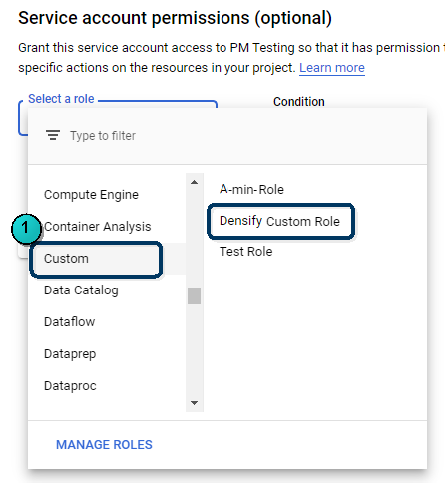 Service account permissions (optional)
Grant this service account access to PM Testing so that it has permission
specific actions on the resources in your project. Learn more
Select a role
Condition
Type to filter
Compute Engine
Container Analysis
1
Custom
Data Catalog
Dataflow
Dataprep
Dataproc
A-min-Role
Densify Custom Role
Test Role
MANAGE ROLES